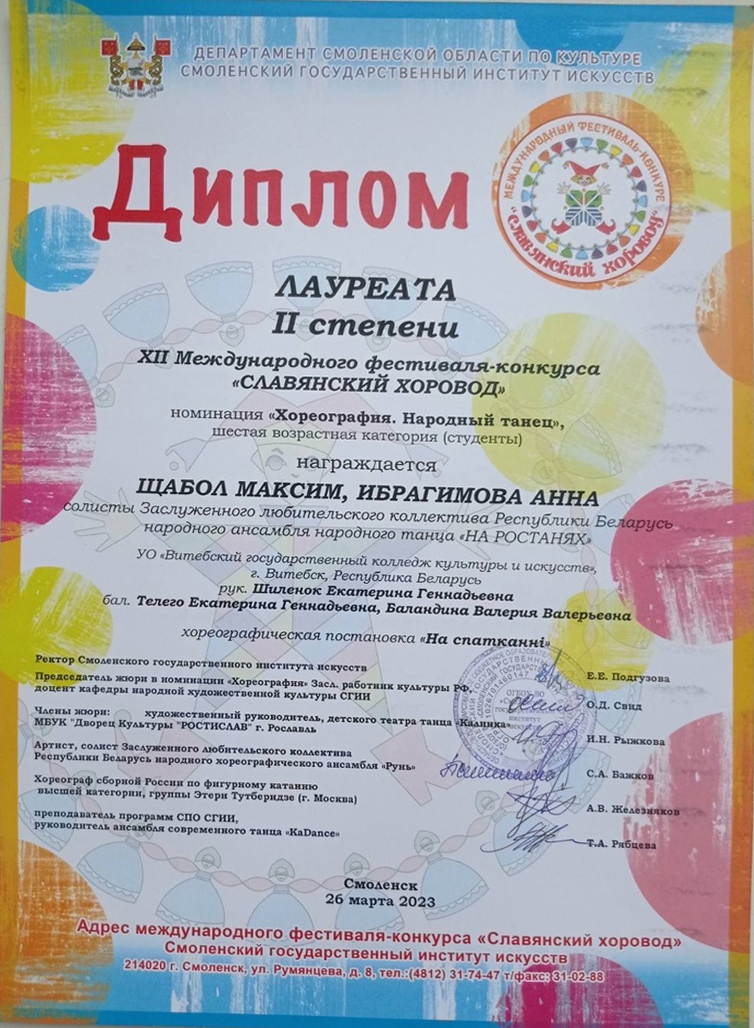 ДЕПАРТАМЕНТ СМОЛЕНСКОЙ ОБЛАСТИ ПО КУЛЬТУРЕ
СМОЛЕНСКИЙ ГОСУДАРСТВЕННЫЙ ИНСТИТУТ ИСКУССТВ
МЕЖДУНАРОДНЫЙ ФЕСТИВАЛЬ-КОНКУРС
"СЛАВЯНСКИЙ ХОРОВОД"
Диплом
ЛАУРЕАТА
II степени
XII Международного фестиваля-конкурса
«СЛАВЯНСКИЙ ХОРОВОД»
номинация «Хореография. Народный танец»,
шестая возрастная категория (студенты)
награждается
ЩАБОЛ МАКСИМ, ИБРАГИМОВА АННА
солисты Заслуженного любительского коллектива Республики Беларусь
народного ансамбля народного танца «НА РОСТАНЯХ»
УО «Витебский государственный колледж культуры и искусств»,
г. Витебск, Республика Беларусь
рук. Шиленок Екатерина Геннадьевна
бал. Телего Екатерина Геннадьевна, Баландина Валерия Валерьевна
хореографическая постановка «На спатканні»
Ректор Смоленского государственного института искусств
Е.Е. Подгузова
Председатель жюри в номинации «Хореография» Засл. работник культуры РФ,
доцент кафедры народной художественной культуры СГИИ
О.Д. Свид
Члены жюри: художественный руководитель, детского театра танца «Калинка»
МБУК "Дворец Культуры "РОСТИСЛАВ" г. Рославль
И.Н. Рыжкова
Артист, солист Заслуженного любительского коллектива
Республики Беларусь народного хореографического ансамбля «Рунь»
С.А. Бажков
Хореограф сборной России по фигурному катанию
высшей категории, группы Этери Тутберидзе (г. Москва)
А.В. Железняков
преподаватель программ СПО СГИИ,
руководитель ансамбля современного танца «KaDance»
Т.А. Рябцева
Смоленск
26 марта 2023
Адрес международного фестиваля-конкурса «Славянский хоровод»
Смоленский государственный институт искусств
214020 г. Смоленск, ул. Румянцева, д. 8, тел.:(4812) 31-74-47 т/факс: 31-02-88